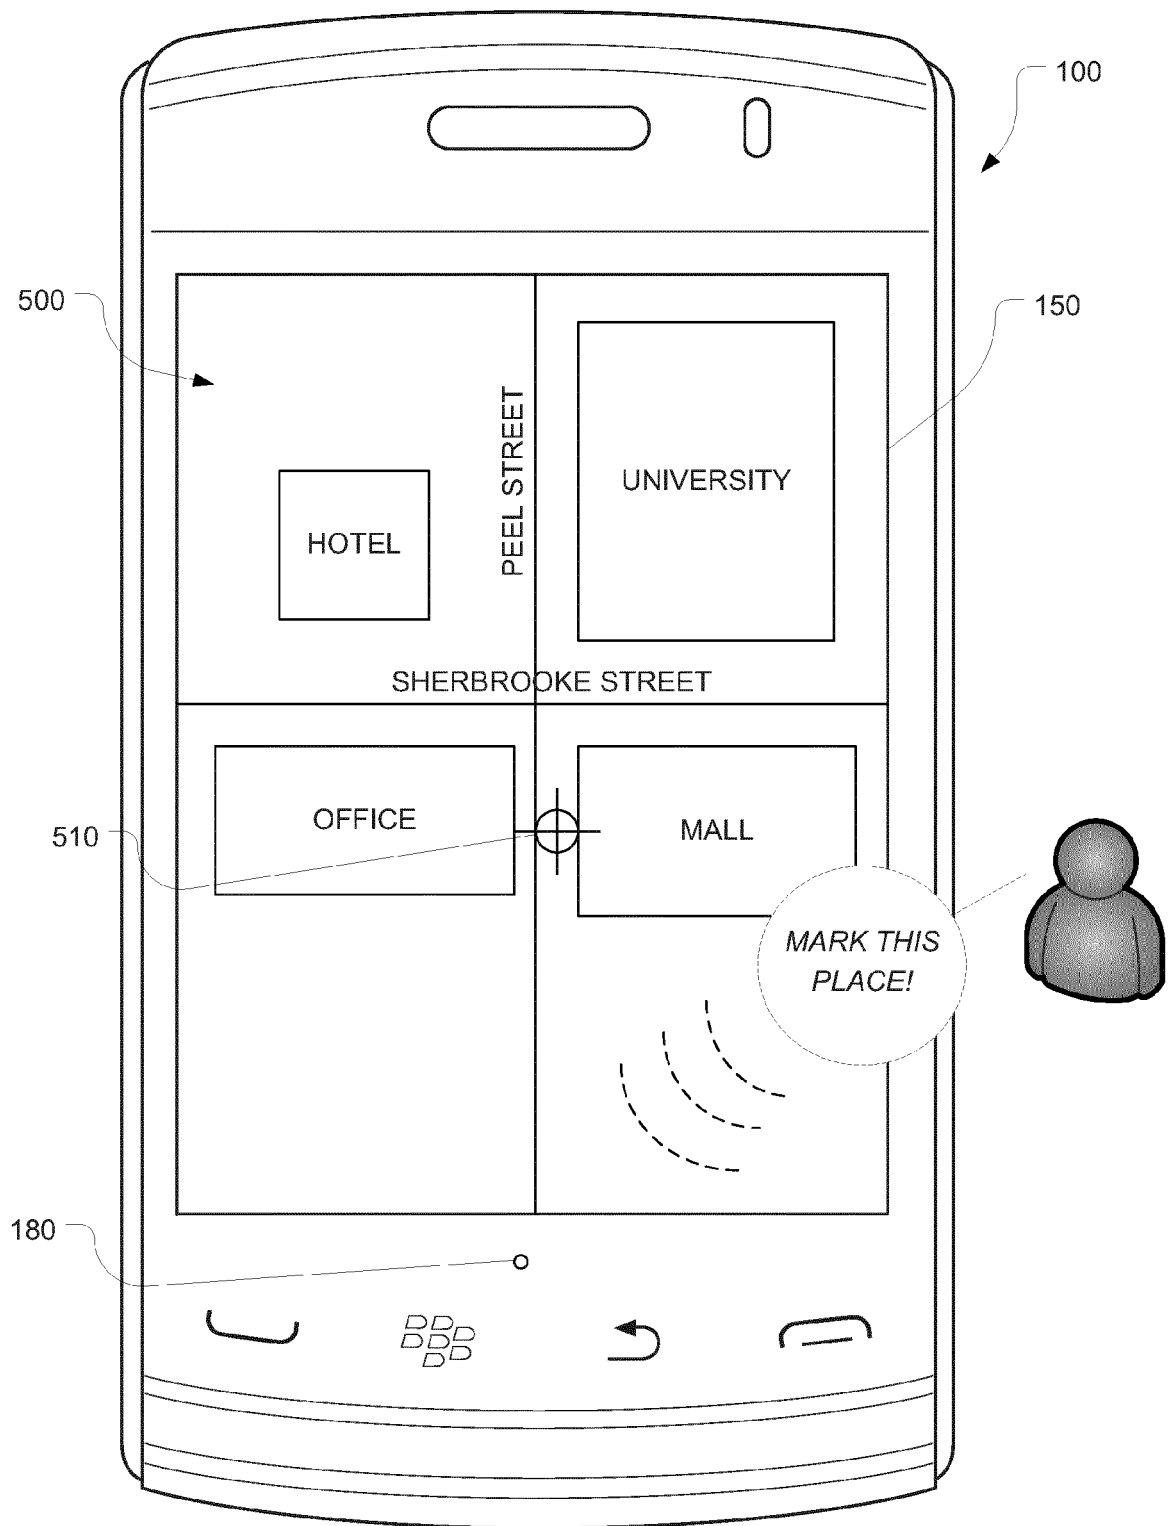 100
500
150
PEEL STREET
UNIVERSITY
HOTEL
SHERBROOKE STREET
OFFICE
MALL
510
MARK THIS
PLACE!
180